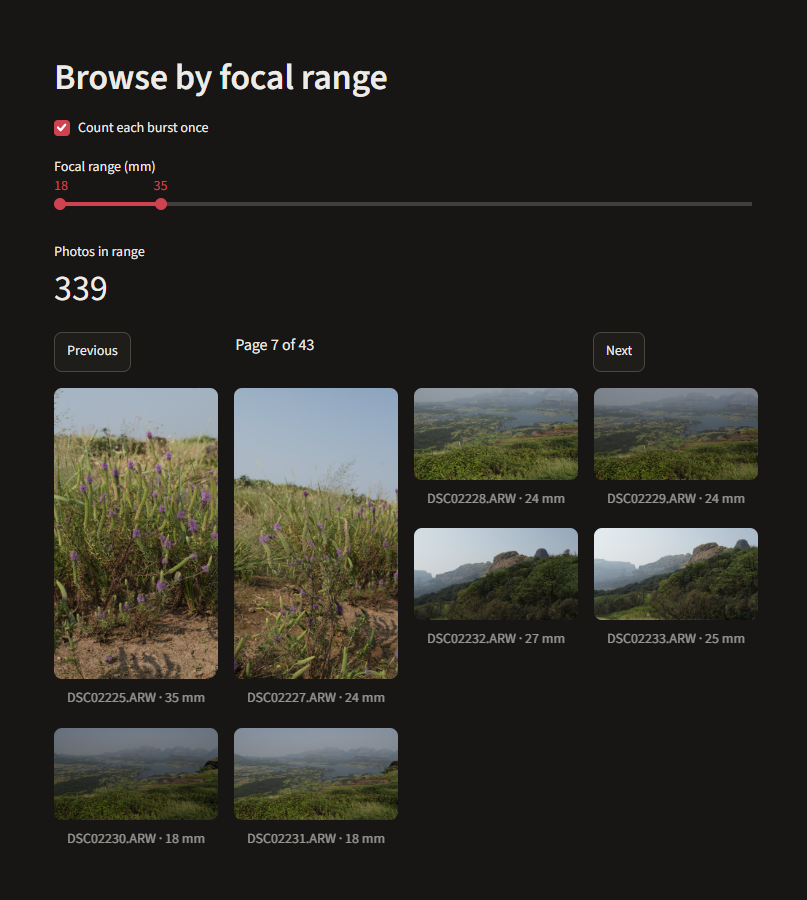 Browse by focal range
Count each burst once
Focal range (mm)
18 35
Photos in range
339
Previous Page 7 of 43 Next
DSC02228.ARW · 24 mm DSC02229.ARW · 24 mm
DSC02232.ARW · 27 mm DSC02233.ARW · 25 mm
DSC02225.ARW · 35 mm DSC02227.ARW · 24 mm
DSC02230.ARW · 18 mm DSC02231.ARW · 18 mm